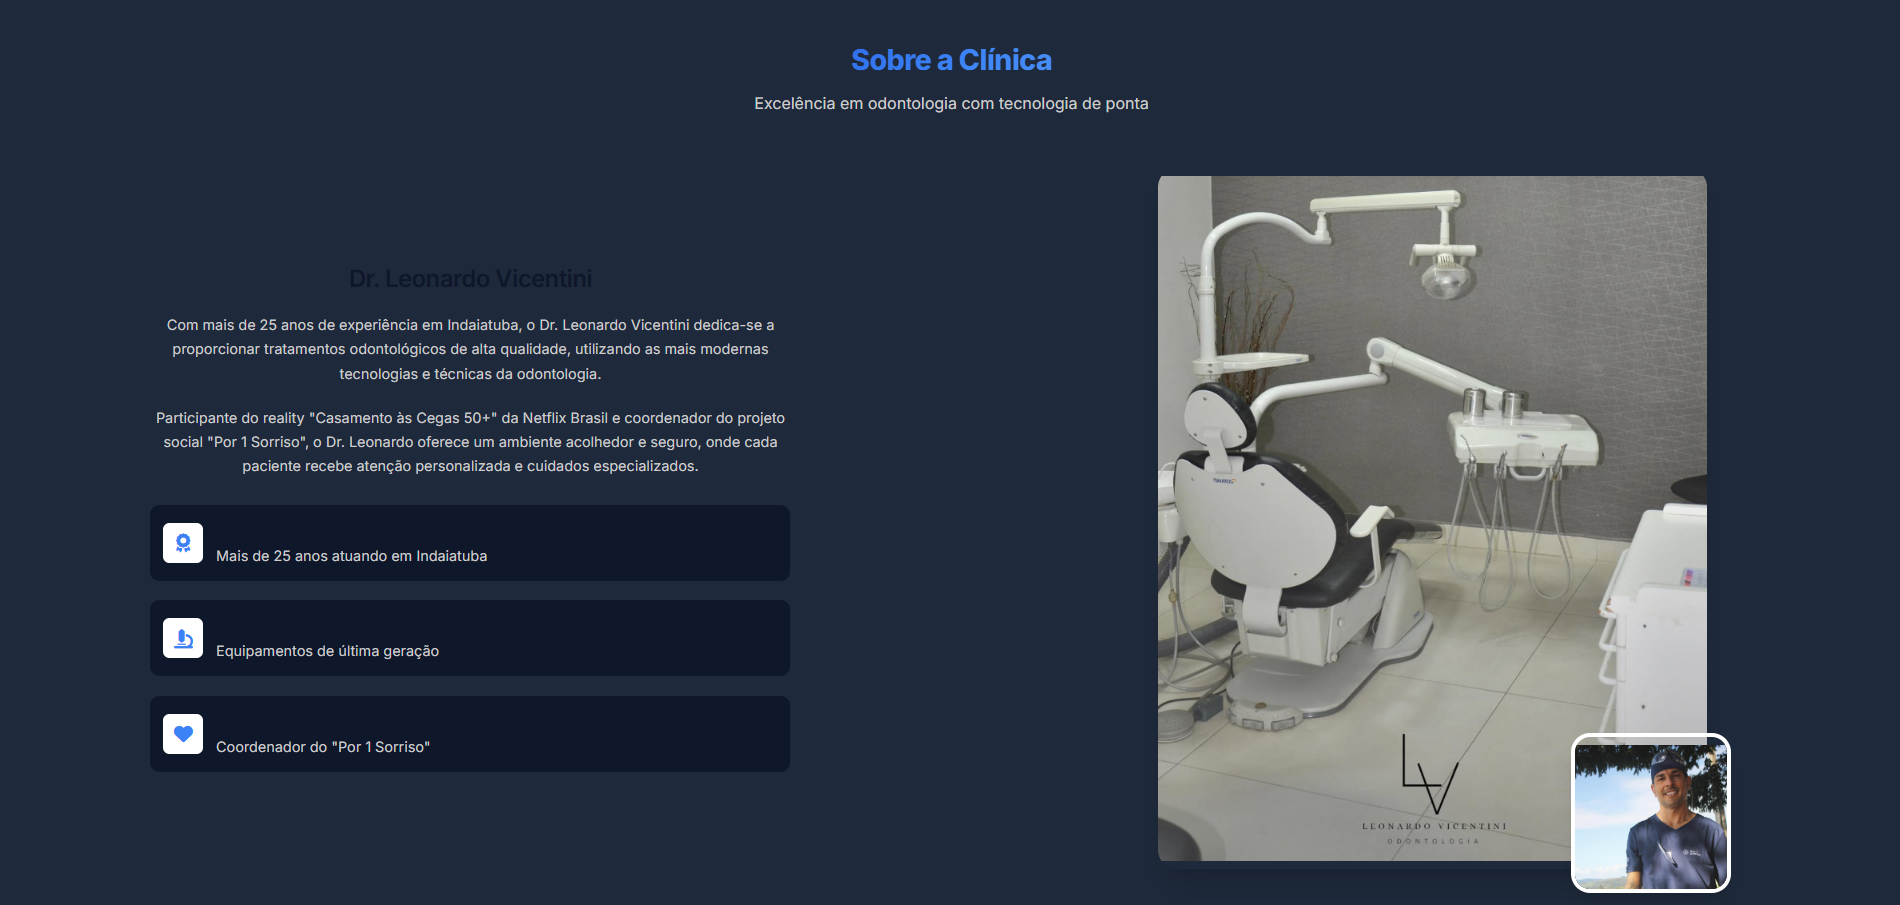 Sobre a Clínica
Excelência em odontologia com tecnologia de ponta
Dr. Leonardo Vicentini
Com mais de 25 anos de experiência em Indaiatuba, o Dr. Leonardo Vicentini dedica-se a
proporcionar tratamentos odontológicos de alta qualidade, utilizando as mais modernas
tecnologias e técnicas da odontologia.
Participante do reality "Casamento às Cegas 50+" da Netflix Brasil e coordenador do projeto
social "Por 1 Sorriso", o Dr. Leonardo oferece um ambiente acolhedor e seguro, onde cada
paciente recebe atenção personalizada e cuidados especializados.
Mais de 25 anos atuando em Indaiatuba
Equipamentos de última geração
Coordenador do "Por 1 Sorriso"
LV
LEONARDO VICENTINI
ODONTOLOGIA